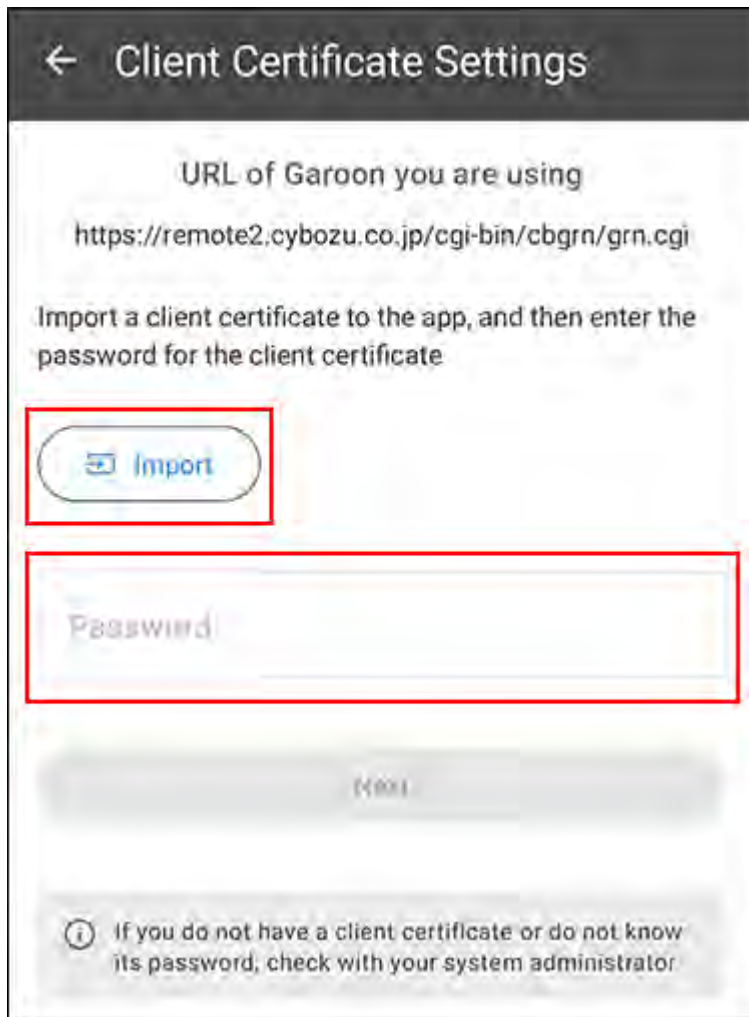 ← Client Certificate Settings
URL of Garoon you are using
https://remote2.cybozu.co.jp/cgi-bin/cbgrn/grn.cgi
Import a client certificate to the app, and then enter the
password for the client certificate
Import
Password
Next
If you do not have a client certificate or do not know
its password, check with your system administrator